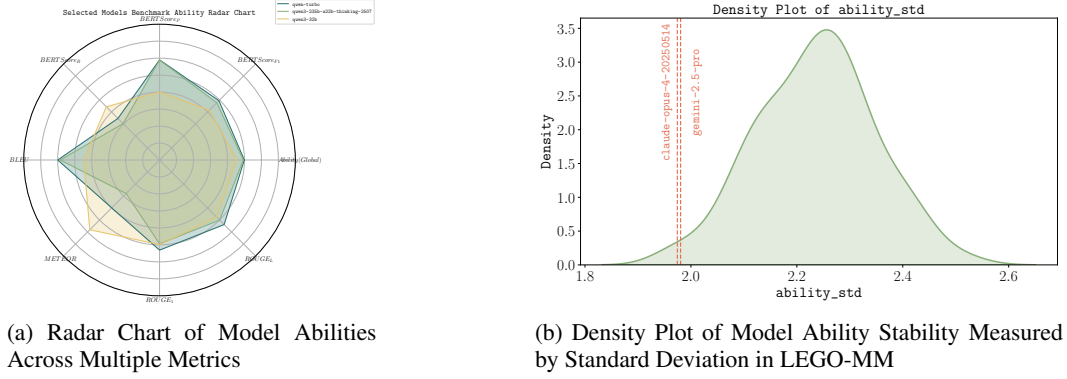 Selected Models Benchmark Ability Radar Chart
qwen-turbo
qwen3-235b-a22b-thinking-2507
qwen3-32b
BERTScore_P
BERTScore_R
BERTScore_F1
BLEU
Ability(Global)
METEOR
ROUGE_L
ROUGE_1
(a) Radar Chart of Model Abilities
Across Multiple Metrics
Density Plot of ability_std
3.5
3.0
2.5
2.0
1.5
1.0
0.5
0.0
Density
claude-opus-4-20250514
gemini-2.5-pro
1.8
2.0
2.2
2.4
2.6
ability_std
(b) Density Plot of Model Ability Stability Measured
by Standard Deviation in LEGO-MM